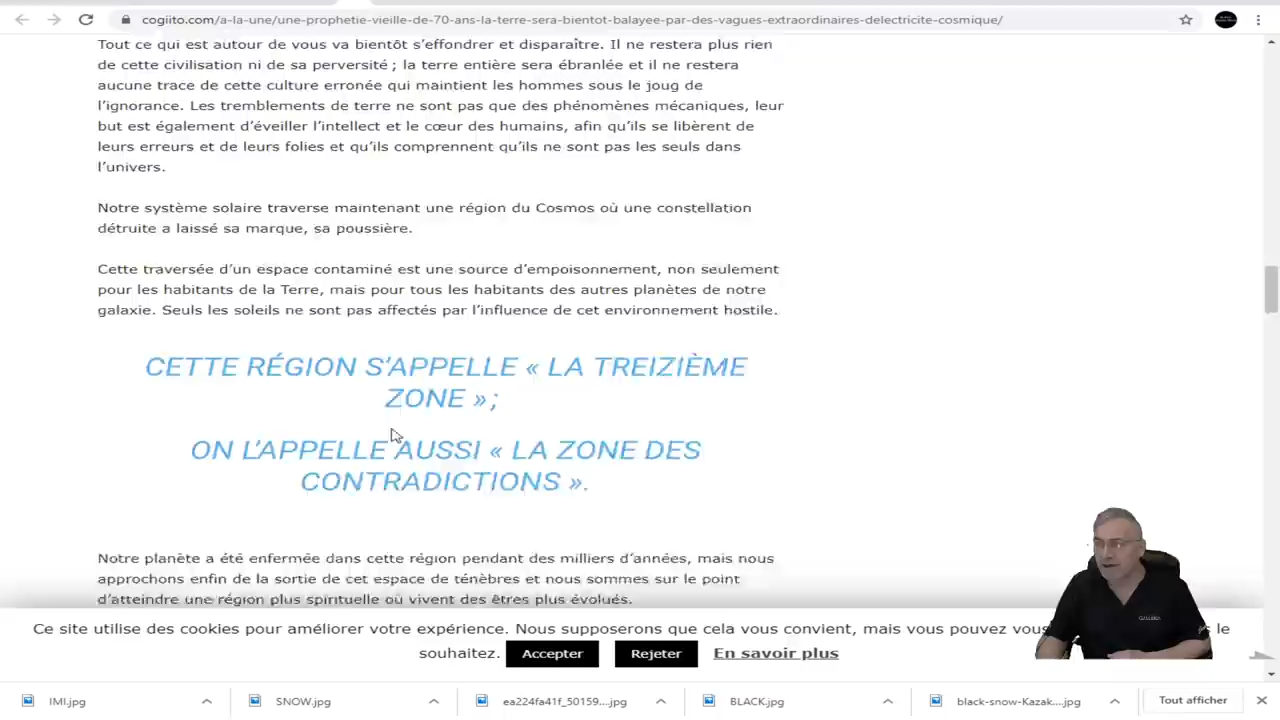 cogiito.com/a-la-une/une-prophetie-vieille-de-70-ans-la-terre-sera-bientot-balayee-par-des-vagues-extraordinaires-delectricite-cosmique/
Tout ce qui est autour de vous va bientôt s'effondrer et disparaître. Il ne restera plus rien
de cette civilisation ni de sa perversité ; la terre entière sera ébranlée et il ne restera
aucune trace de cette culture erronée qui maintient les hommes sous le joug de
l'ignorance. Les tremblements de terre ne sont pas que des phénomènes mécaniques, leur
but est également d'éveiller l'intellect et le cœur des humains, afin qu'ils se libèrent de
leurs erreurs et de leurs folies et qu'ils comprennent qu'ils ne sont pas les seuls dans
l'univers.
Notre système solaire traverse maintenant une région du Cosmos où une constellation
détruite a laissé sa marque, sa poussière.
Cette traversée d'un espace contaminé est une source d'empoisonnement, non seulement
pour les habitants de la Terre, mais pour tous les habitants des autres planètes de notre
galaxie. Seuls les soleils ne sont pas affectés par l'influence de cet environnement hostile.
CETTE RÉGION S'APPELLE « LA TREIZIÈME
ZONE » ;
ON L'APPELLE AUSSI « LA ZONE DES
CONTRADICTIONS ».
Notre planète a été enfermée dans cette région pendant des milliers d'années, mais nous
approchons enfin de la sortie de cet espace de ténèbres et nous sommes sur le point
d'atteindre une région plus spirituelle où vivent des êtres plus évolués.
Ce site utilise des cookies pour améliorer votre expérience. Nous supposerons que cela vous convient, mais vous pouvez vous le
souhaitez. Accepter Rejeter En savoir plus
IMI.jpg SNOW.jpg ea224fa41f_50159...jpg BLACK.jpg black-snow-Kazak....jpg Tout afficher